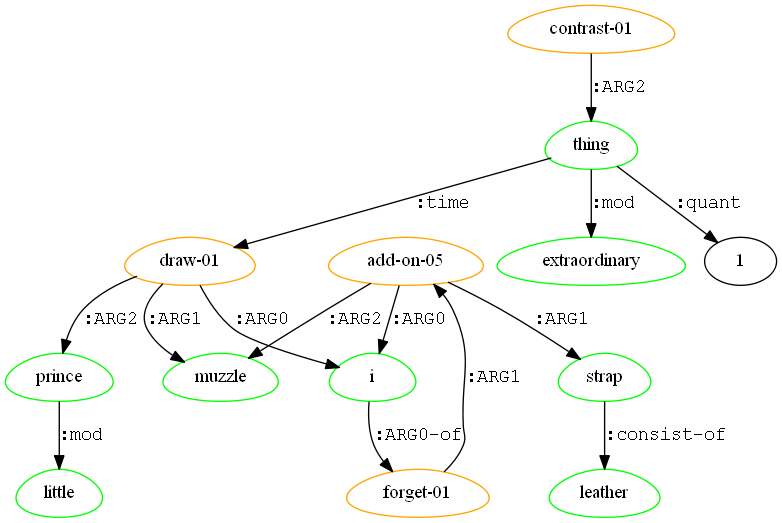 contrast-01
:ARG2
thing
:time :mod :quant
draw-01 add-on-05 extraordinary 1
:ARG2 :ARG1 :ARG0 :ARG2 :ARG0 :ARG1
prince muzzle i :ARG1 strap
:mod :ARG0-of :consist-of
little forget-01 leather